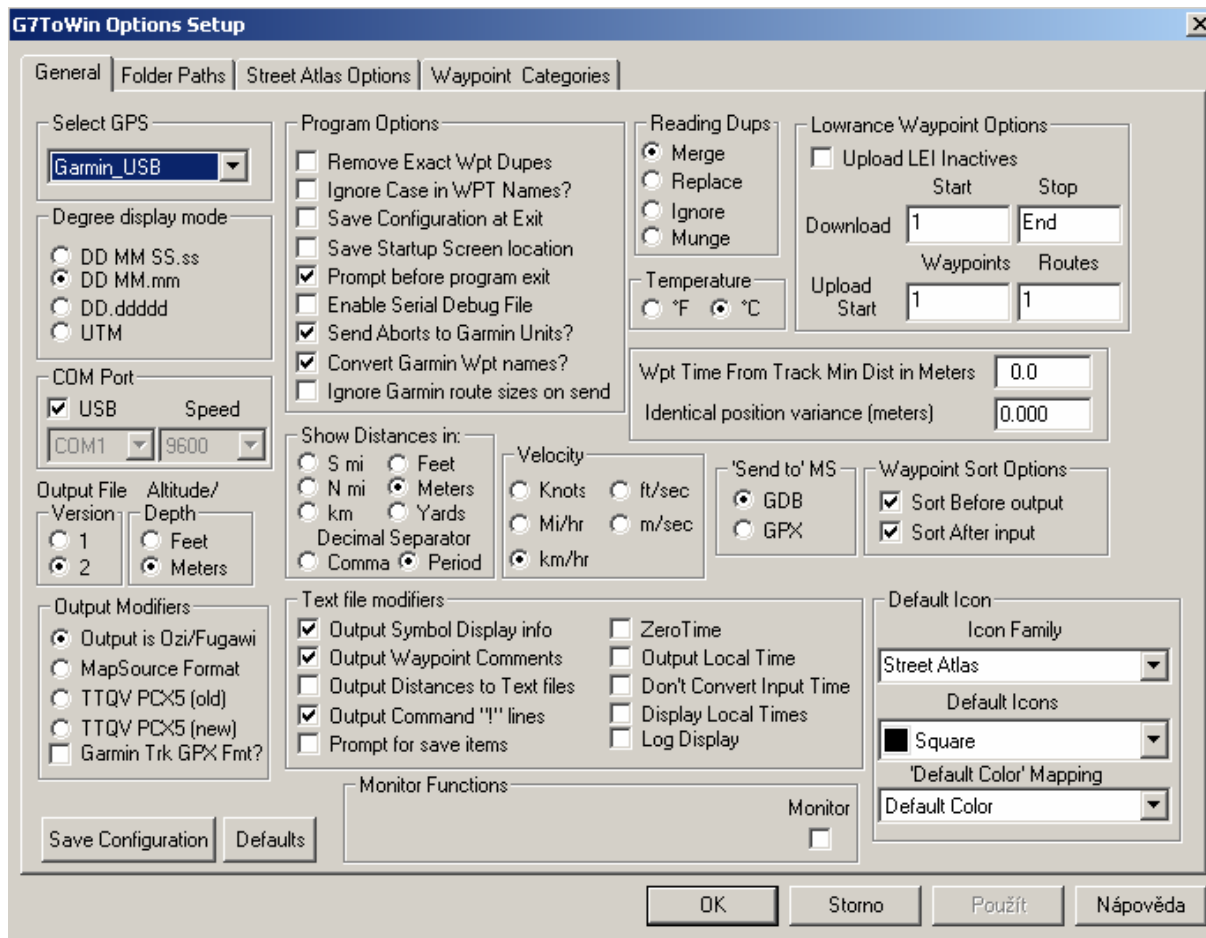 G7ToWin Options Setup
General
Folder Paths
Street Atlas Options
Waypoint Categories
Select GPS
Garmin_USB
Degree display mode
DD MM SS.ss
DD MM.mm
DD.ddddd
UTM
COM Port
USB Speed
COM1 9600
Output File Altitude/
Version Depth
1 Feet
2 Meters
Output Modifiers
Output is Ozi/Fugawi
MapSource Format
TTQV PCX5 (old)
TTQV PCX5 (new)
Garmin Trk GPX Fmt?
Save Configuration
Defaults
Program Options
Remove Exact Wpt Dupes
Ignore Case in WPT Names?
Save Configuration at Exit
Save Startup Screen location
Prompt before program exit
Enable Serial Debug File
Send Aborts to Garmin Units?
Convert Garmin Wpt names?
Ignore Garmin route sizes on send
Reading Dups
Merge
Replace
Ignore
Munge
Temperature
°F °C
Lowrance Waypoint Options
Upload LEI Inactives
Start Stop
Download 1 End
Waypoints Routes
Upload
Start 1 1
Wpt Time From Track Min Dist in Meters 0.0
Identical position variance (meters) 0.000
Show Distances in:
S mi Feet
N mi Meters
km Yards
Decimal Separator
Comma Period
Velocity
Knots ft/sec
Mi/hr m/sec
km/hr
'Send to' MS
GDB
GPX
Waypoint Sort Options
Sort Before output
Sort After input
Text file modifiers
Output Symbol Display info ZeroTime
Output Waypoint Comments Output Local Time
Output Distances to Text files Don't Convert Input Time
Output Command "!" lines Display Local Times
Prompt for save items Log Display
Default Icon
Icon Family
Street Atlas
Default Icons
Square
'Default Color' Mapping
Default Color
Monitor Functions
Monitor
OK
Storno
Použít
Nápověda